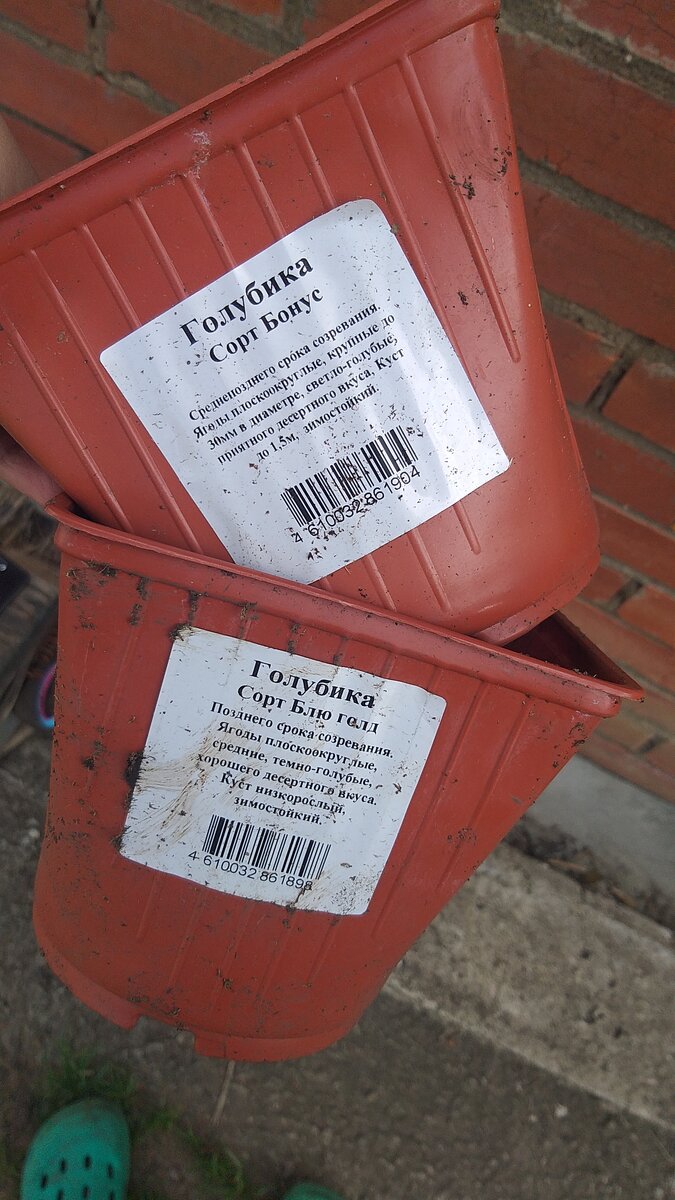 Голубика
Сорт Бонус
Среднепозднего срока созревания.
Ягоды плоскоокруглые, крупные до
30мм в диаметре, светло-голубые,
приятного десертного вкуса, Куст
до 1,5м, зимостойкий.
4 610032 861904
Голубика
Сорт Блю голд
Позднего срока созревания.
Ягоды плоскоокруглые,
средние, темно-голубые,
хорошего десертного вкуса.
Куст низкорослый,
зимостойкий.
4 610032 861898